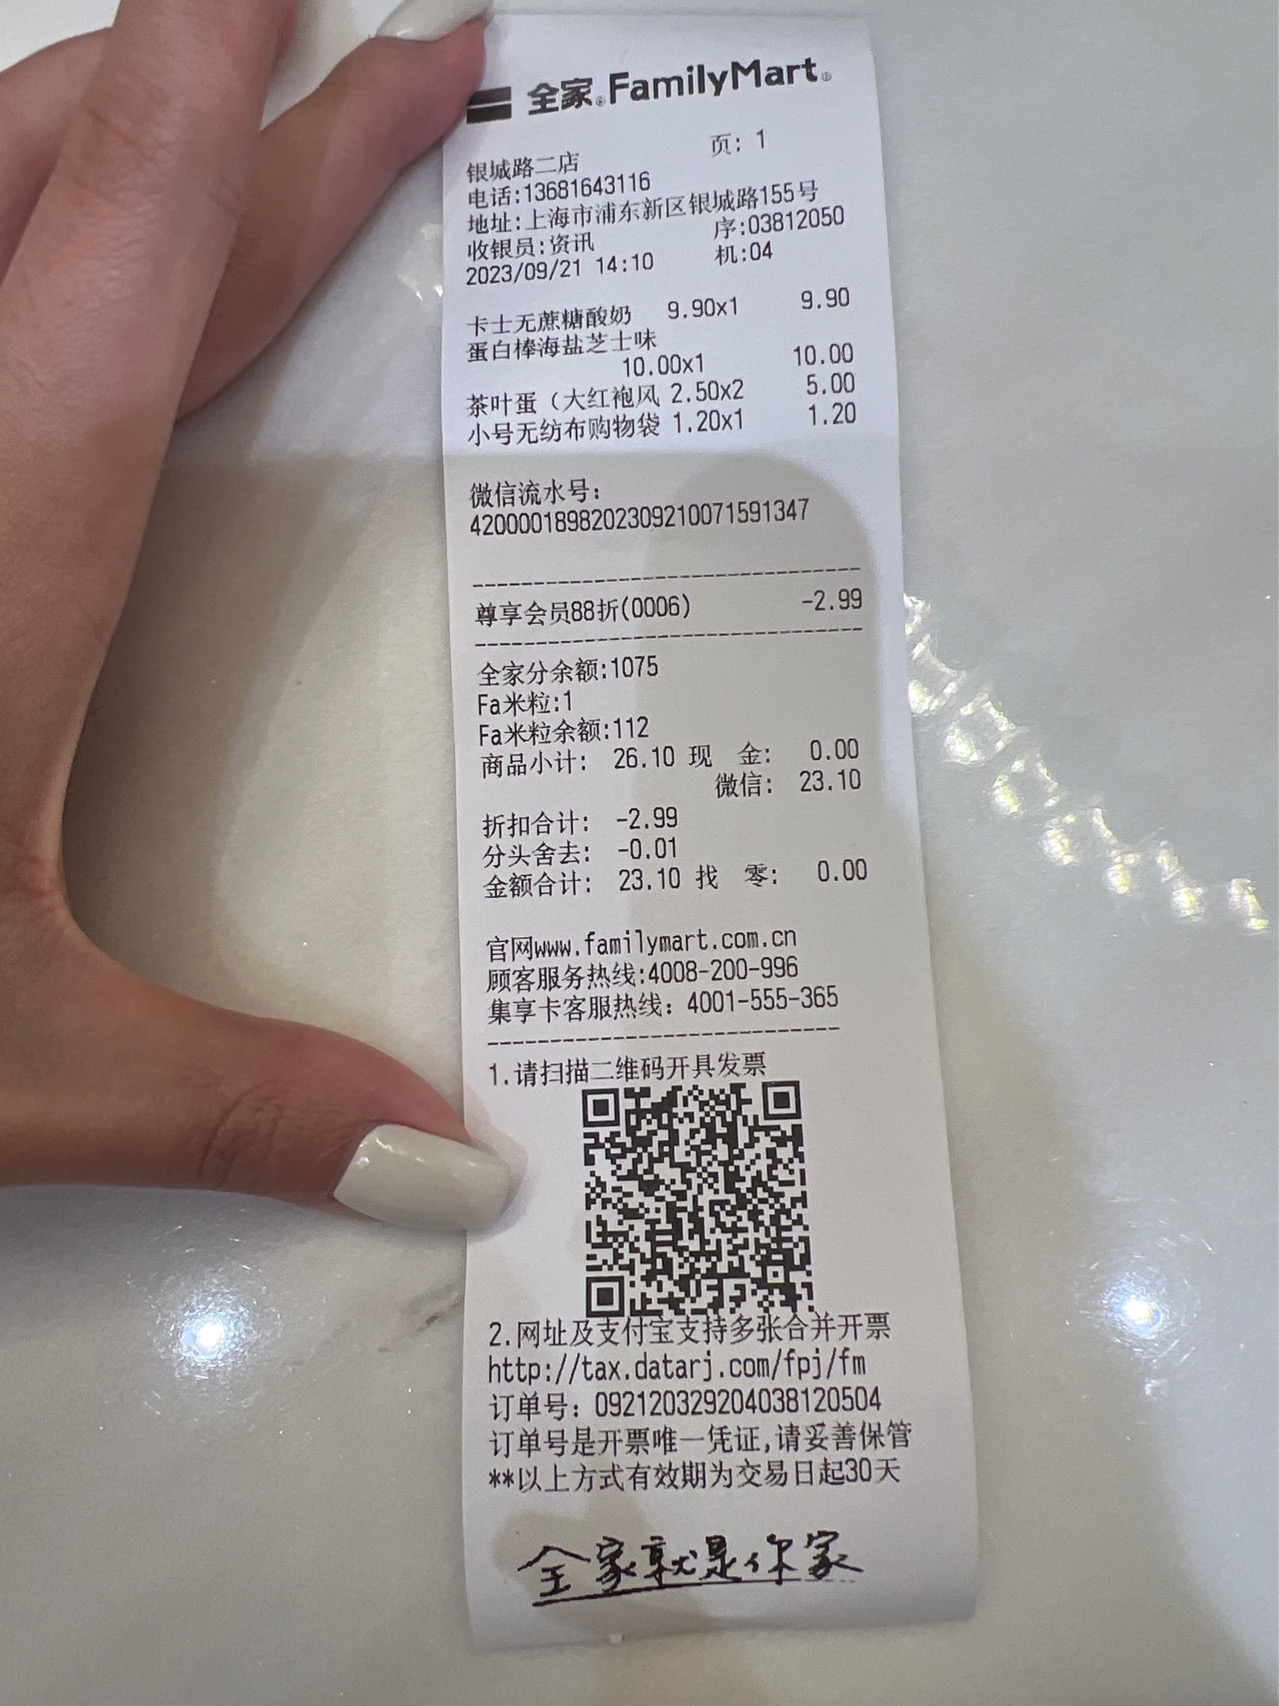 全家 FamilyMart
页: 1
银城路二店
电话:13681643116
地址:上海市浦东新区银城路155号
收银员:资讯 序:03812050
2023/09/21 14:10 机:04
卡士无蔗糖酸奶 9.90x1 9.90
蛋白棒海盐芝士味
10.00x1 10.00
茶叶蛋（大红袍风 2.50x2 5.00
小号无纺布购物袋 1.20x1 1.20
微信流水号:
4200001898202309210071591347
尊享会员88折(0006) -2.99
全家分余额:1075
Fa米粒:1
Fa米粒余额:112
商品小计: 26.10 现 金: 0.00
微信: 23.10
折扣合计: -2.99
分头舍去: -0.01
金额合计: 23.10 找 零: 0.00
官网www.familymart.com.cn
顾客服务热线:4008-200-996
集享卡客服热线: 4001-555-365
1.请扫描二维码开具发票
2.网址及支付宝支持多张合并开票
http://tax.datarj.com/fpj/fm
订单号: 092120329204038120504
订单号是开票唯一凭证,请妥善保管
**以上方式有效期为交易日起30天
全家就是你家